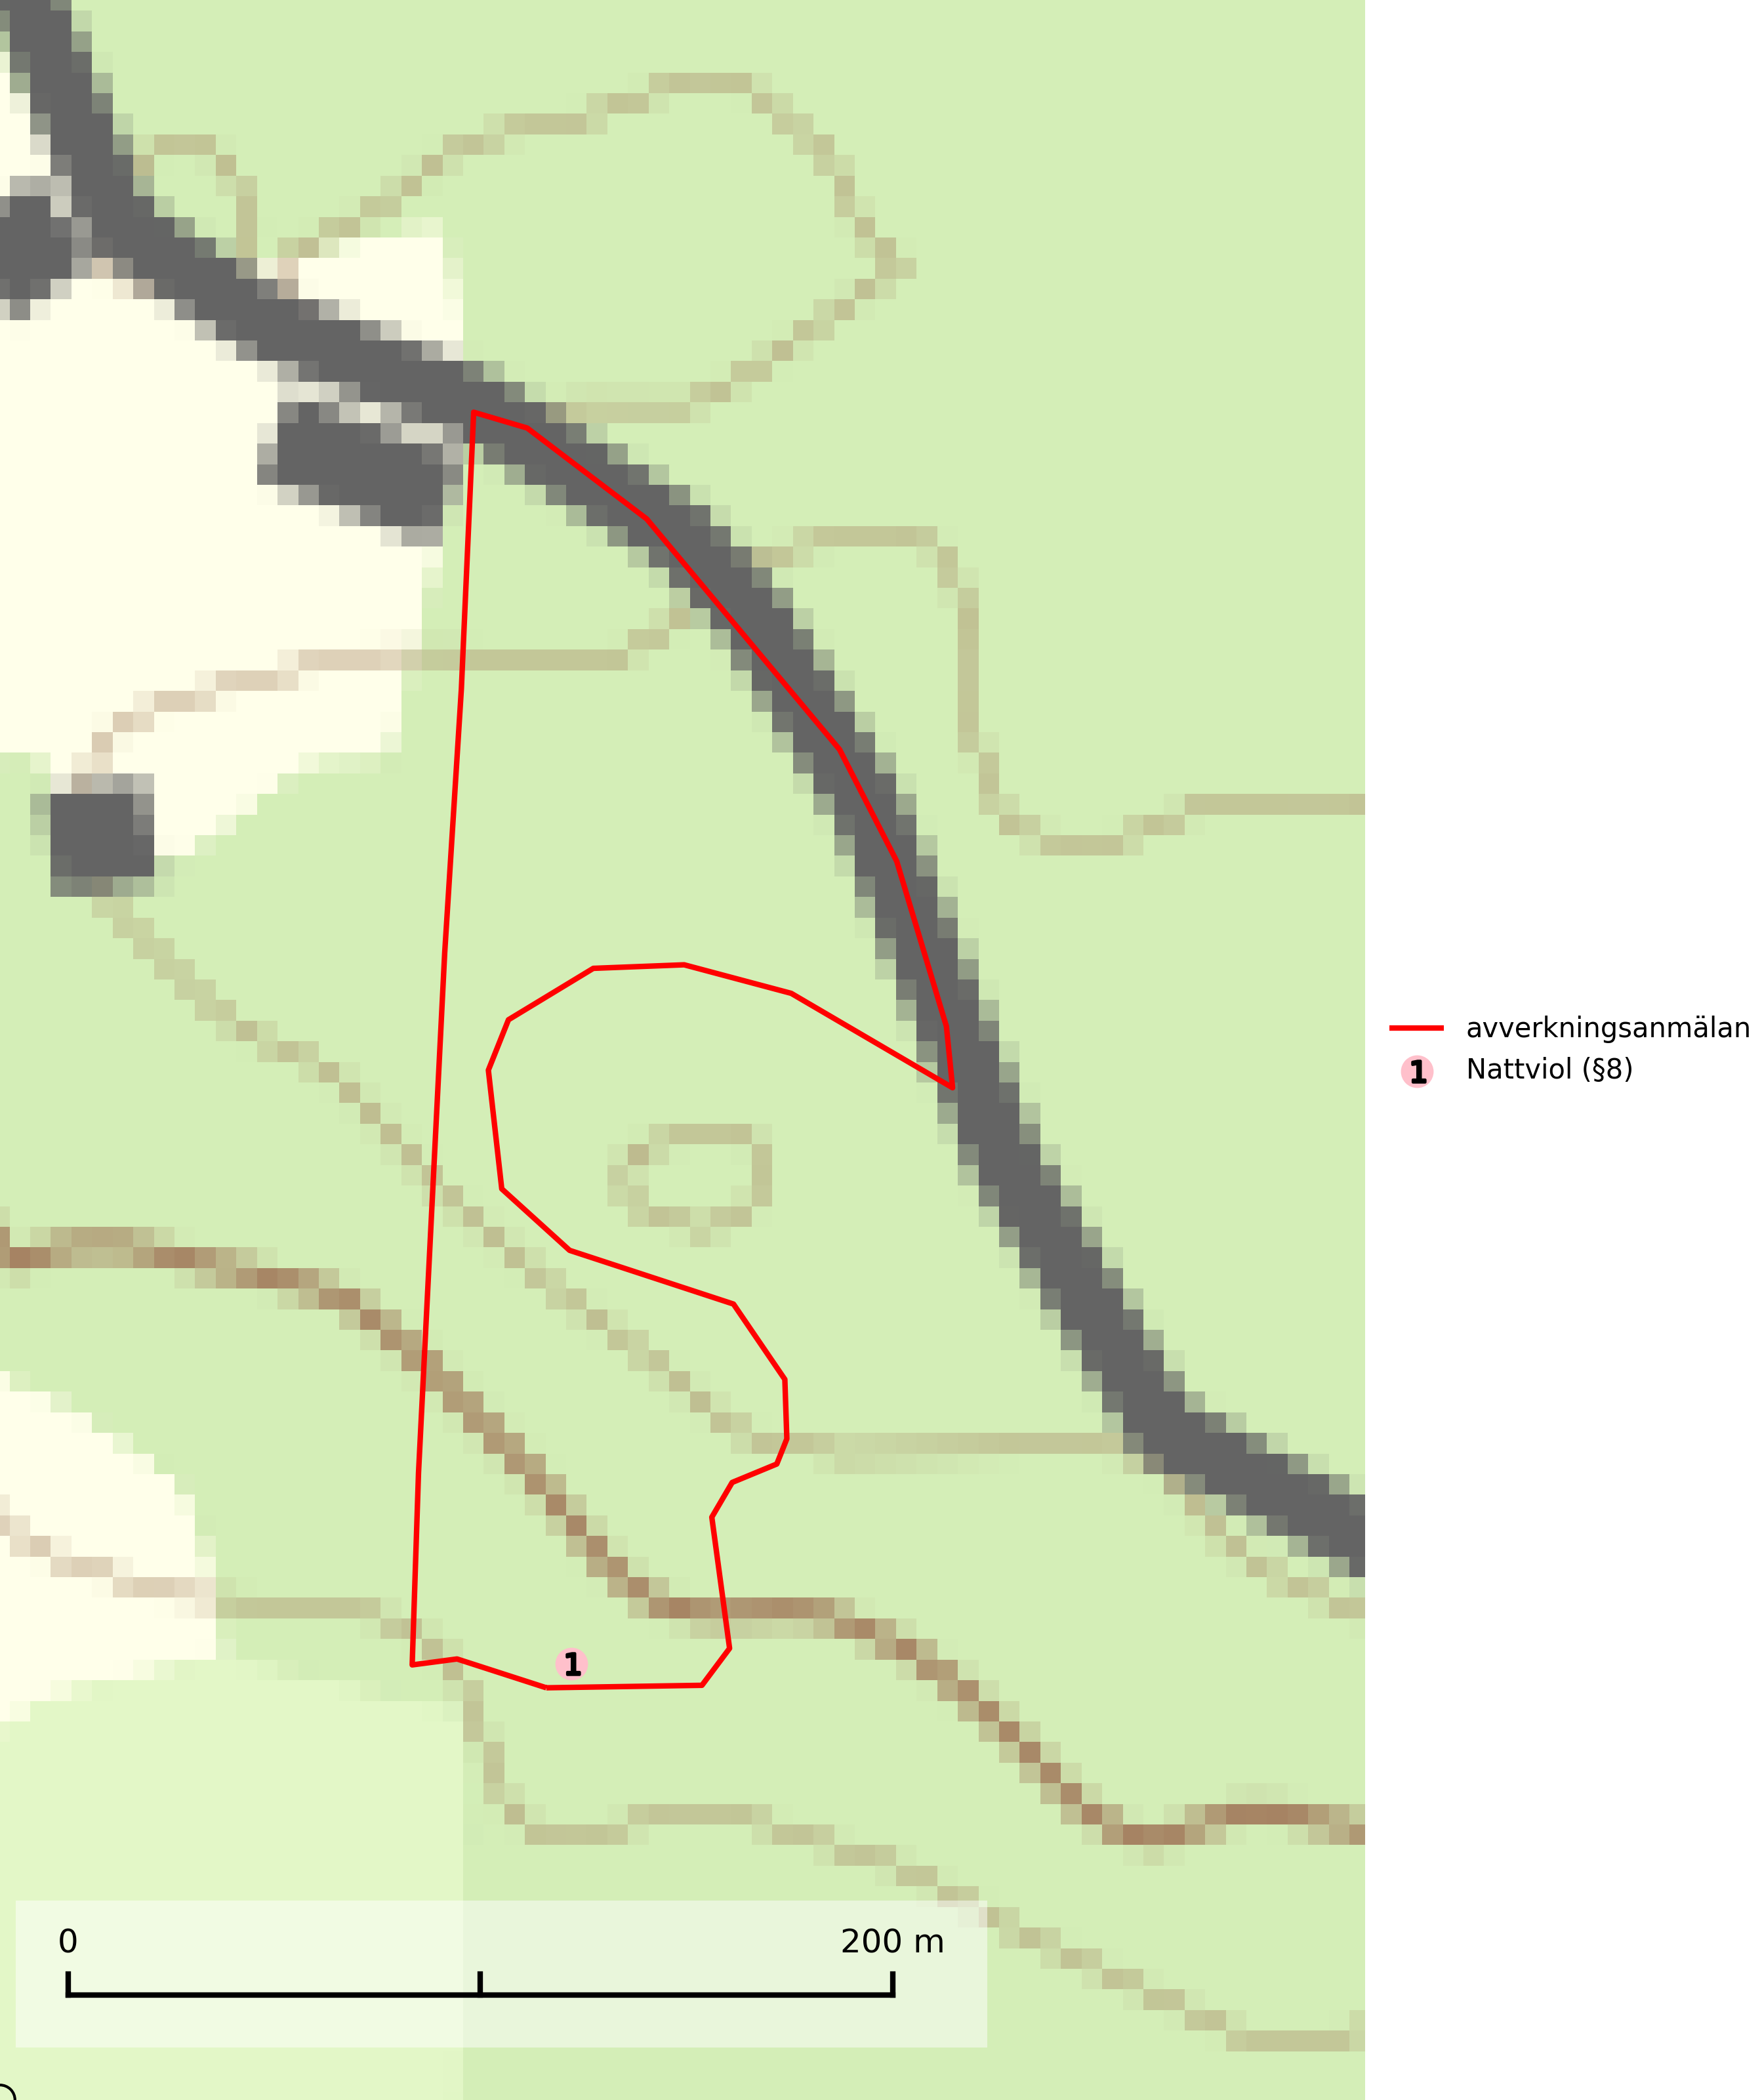 avverkningsanmälan
1 Nattviol (§8)
1
0 200 m